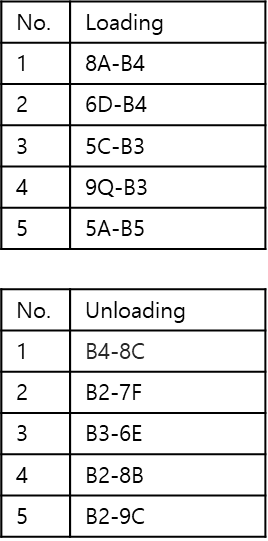 No. Loading
1 8A-B4
2 6D-B4
3 5C-B3
4 9Q-B3
5 5A-B5
No. Unloading
1 B4-8C
2 B2-7F
3 B3-6E
4 B2-8B
5 B2-9C